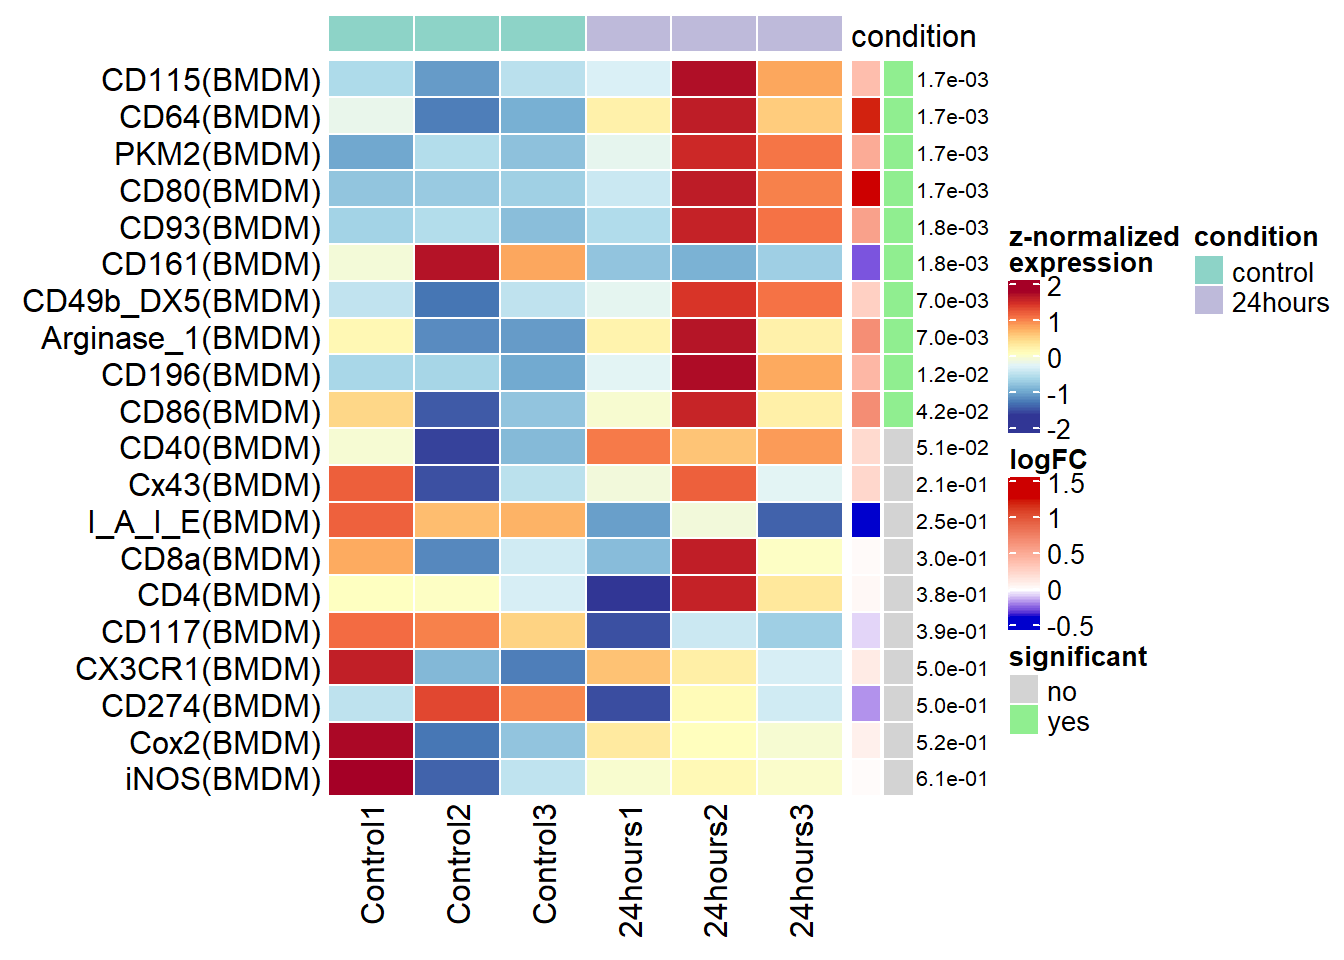 condition
CD115(BMDM) 1.7e-03
CD64(BMDM) 1.7e-03
PKM2(BMDM) 1.7e-03
CD80(BMDM) 1.7e-03
CD93(BMDM) 1.8e-03
CD161(BMDM) 1.8e-03
CD49b_DX5(BMDM) 7.0e-03
Arginase_1(BMDM) 7.0e-03
CD196(BMDM) 1.2e-02
CD86(BMDM) 4.2e-02
CD40(BMDM) 5.1e-02
Cx43(BMDM) 2.1e-01
I_A_I_E(BMDM) 2.5e-01
CD8a(BMDM) 3.0e-01
CD4(BMDM) 3.8e-01
CD117(BMDM) 3.9e-01
CX3CR1(BMDM) 5.0e-01
CD274(BMDM) 5.0e-01
Cox2(BMDM) 5.2e-01
iNOS(BMDM) 6.1e-01
Control1
Control2
Control3
24hours1
24hours2
24hours3
z-normalized
expression
2
1
0
-1
-2
logFC
1.5
1
0.5
0
-0.5
significant
no
yes
condition
control
24hours